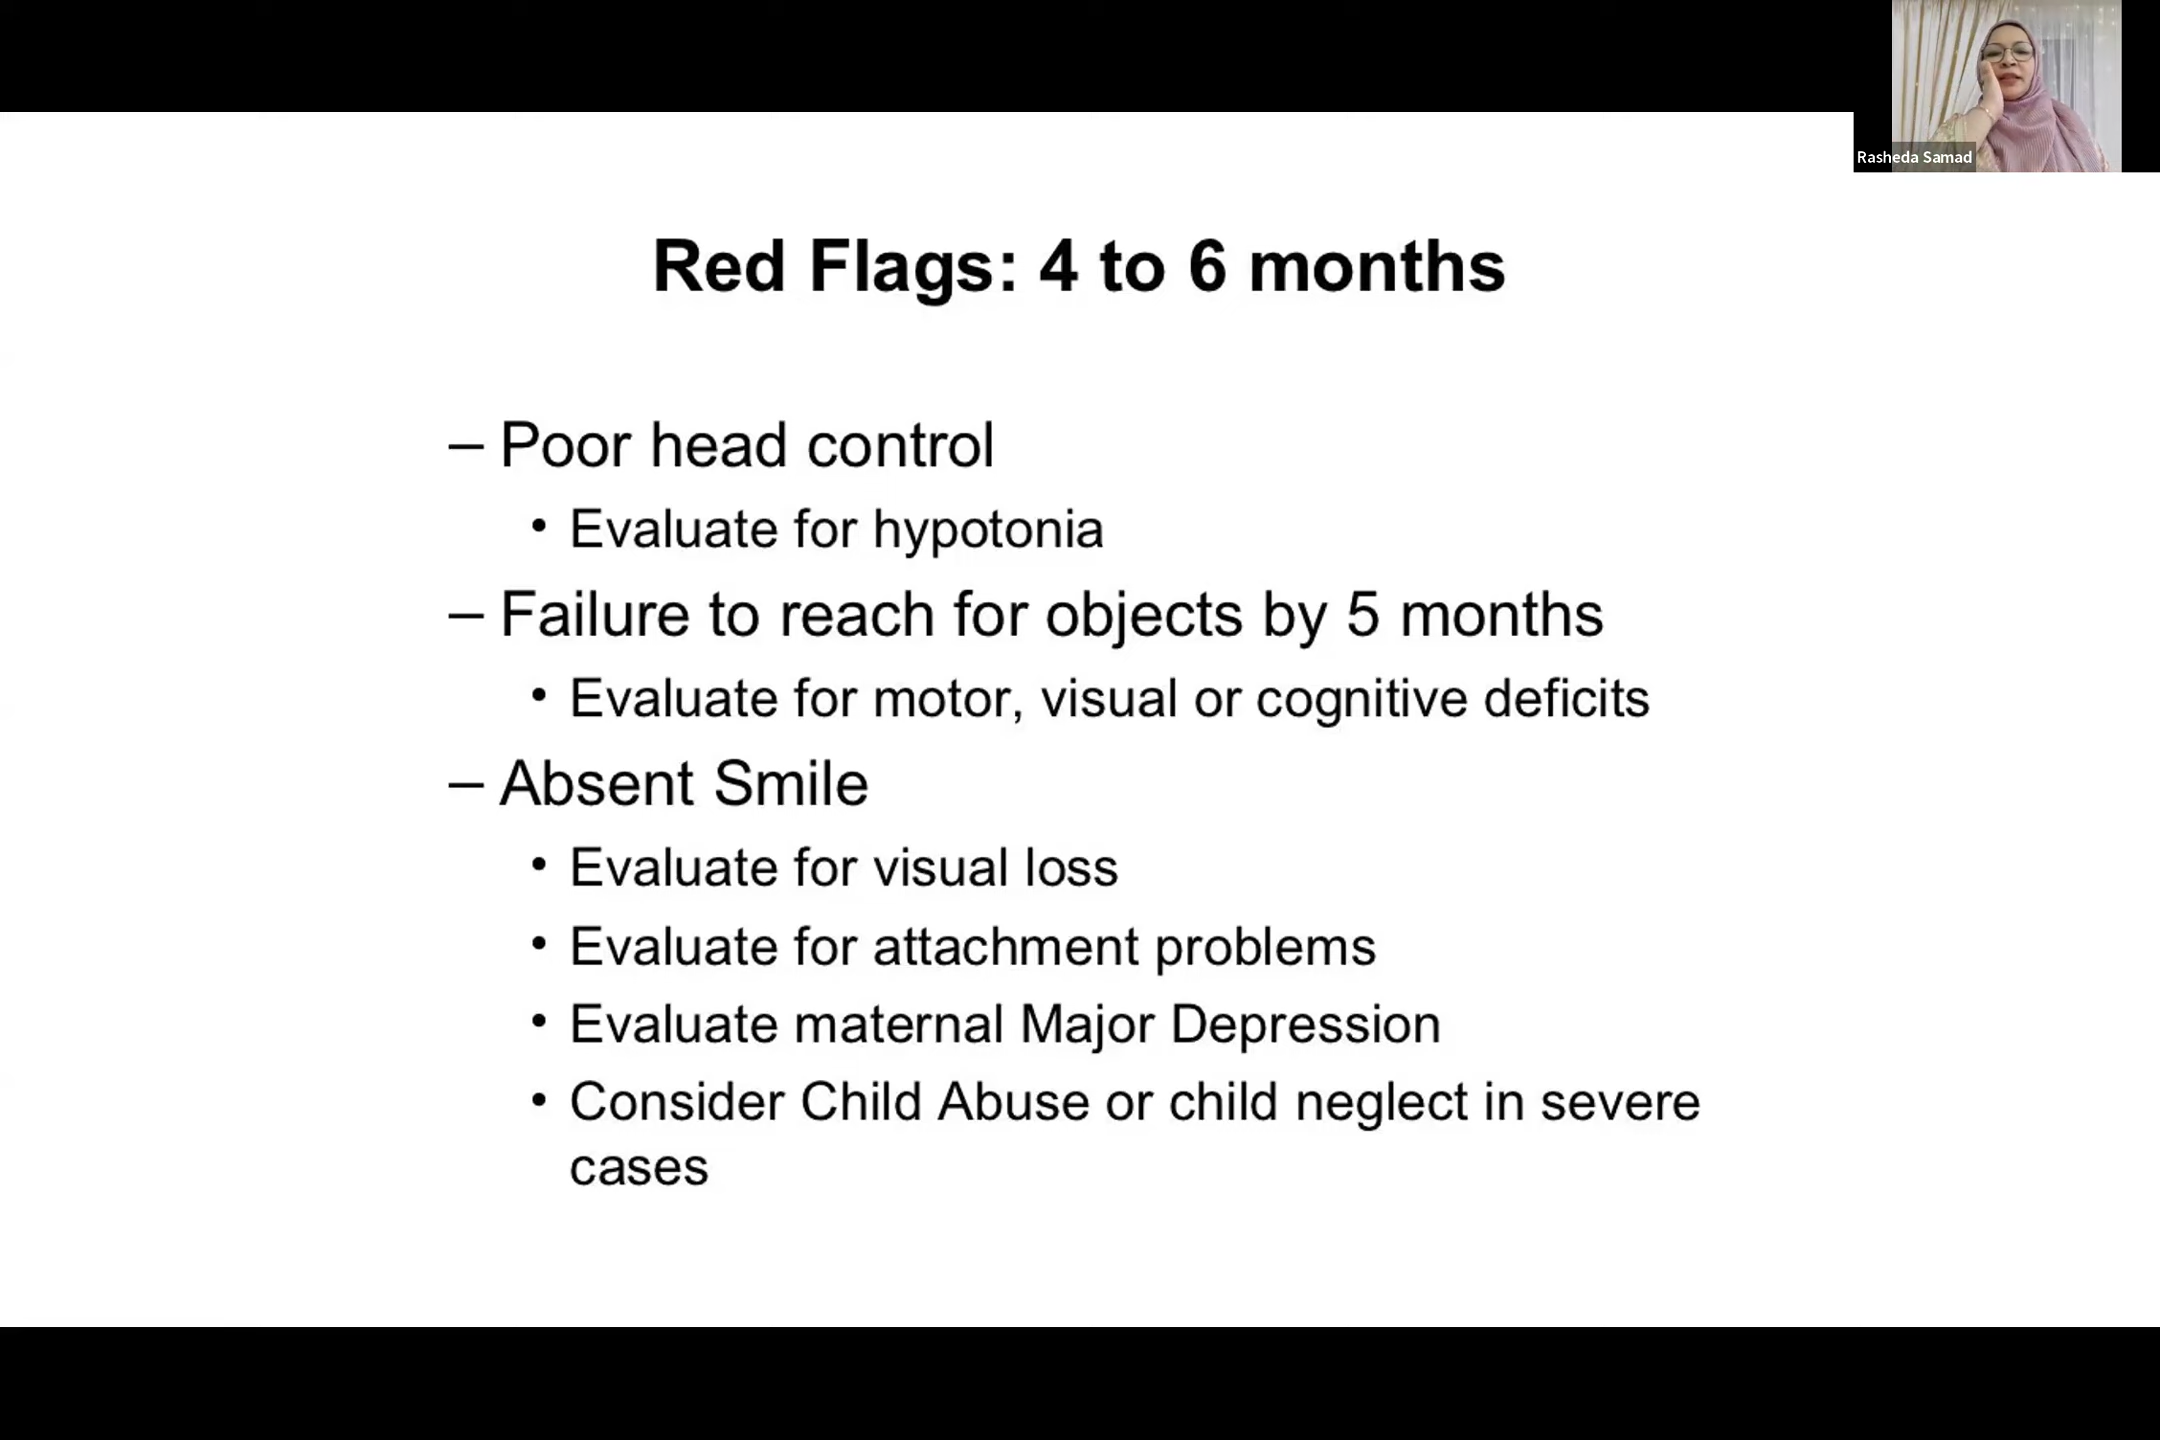 Rasheda Samad
Red Flags: 4 to 6 months
– Poor head control
• Evaluate for hypotonia
– Failure to reach for objects by 5 months
• Evaluate for motor, visual or cognitive deficits
– Absent Smile
• Evaluate for visual loss
• Evaluate for attachment problems
• Evaluate maternal Major Depression
• Consider Child Abuse or child neglect in severe
cases